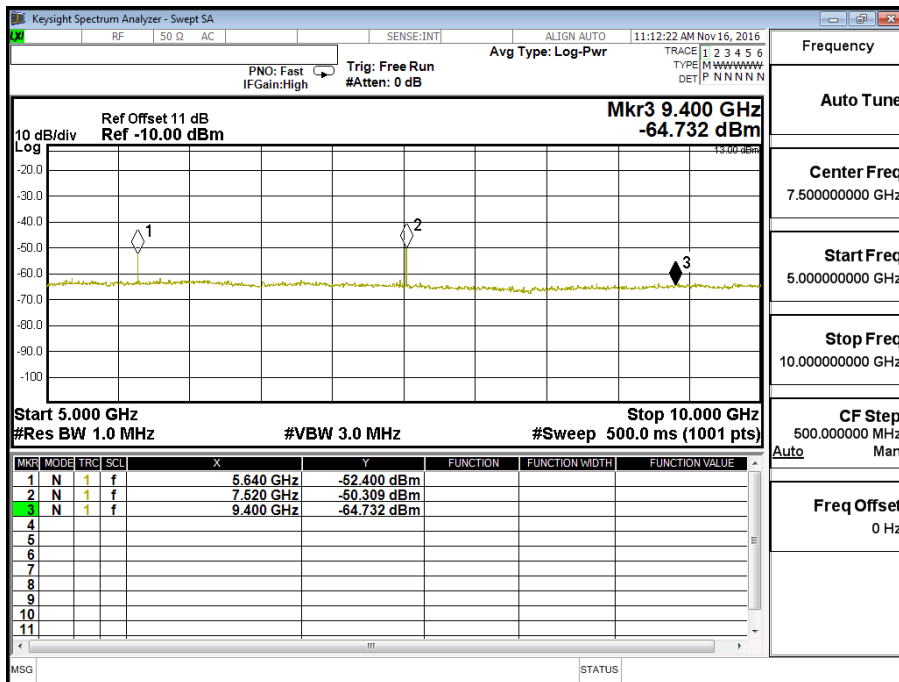 Keysight Spectrum Analyzer - Swept SA
LXI RF 50 Ω AC SENSE:INT ALIGN AUTO 11:12:22 AM Nov 16, 2016
PNO: Fast
IFGain:High
Trig: Free Run
#Atten: 0 dB
Avg Type: Log-Pwr
TRACE 1 2 3 4 5 6
TYPE M WWWWW
DET P N N N N N
Ref Offset 11 dB
10 dB/div Ref -10.00 dBm
Log
Mkr3 9.400 GHz
-64.732 dBm
13.00 dBm
-20.0
-30.0
-40.0
-50.0
-60.0
-70.0
-80.0
-90.0
-100
1
2
3
Start 5.000 GHz Stop 10.000 GHz
#Res BW 1.0 MHz #VBW 3.0 MHz #Sweep 500.0 ms (1001 pts)
MKR MODE TRC SCL X Y FUNCTION FUNCTION WIDTH FUNCTION VALUE
1 N 1 f 5.640 GHz -52.400 dBm
2 N 1 f 7.520 GHz -50.309 dBm
3 N 1 f 9.400 GHz -64.732 dBm
4
5
6
7
8
9
10
11
MSG STATUS
Frequency
Auto Tune
Center Freq
7.500000000 GHz
Start Freq
5.000000000 GHz
Stop Freq
10.000000000 GHz
CF Step
500.000000 MHz
Auto Man
Freq Offset
0 Hz